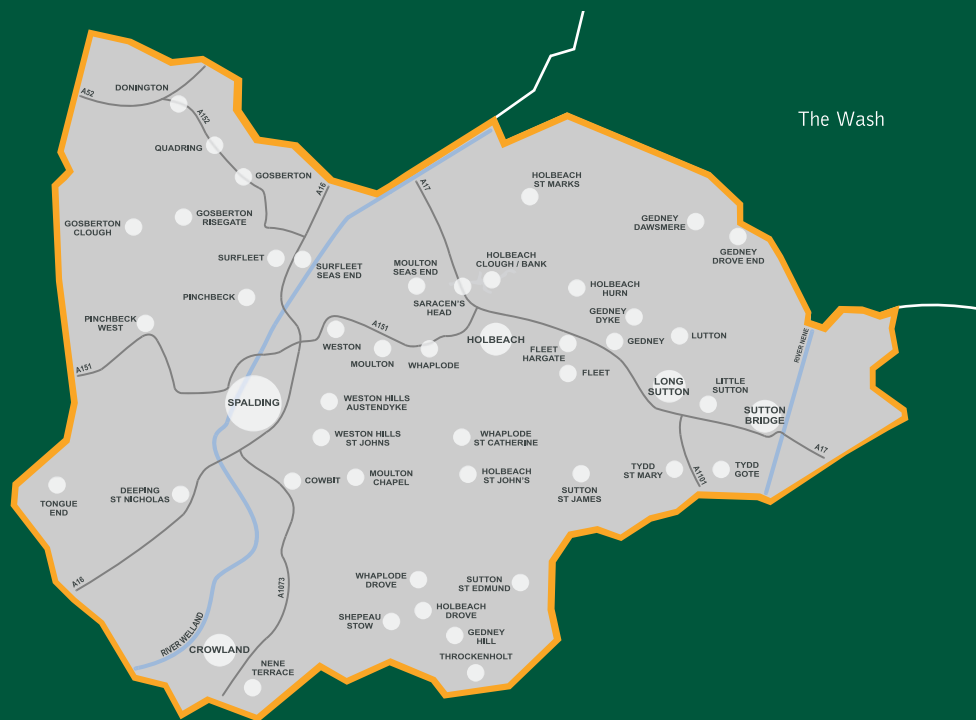 The Wash
DONINGTON
A52
A152
QUADRING
GOSBERTON
HOLBEACH
ST MARKS
A16
A17
GOSBERTON
RISEGATE
GOSBERTON
CLOUGH
GEDNEY
DAWSMERE
GEDNEY
DROVE END
SURFLEET
SURFLEET
SEAS END
MOULTON
SEAS END
HOLBEACH
CLOUGH / BANK
SARACEN'S
HEAD
HOLBEACH
HURN
PINCHBECK
PINCHBECK
WEST
GEDNEY
DYKE
WESTON
A151
MOULTON
WHAPLODE
HOLBEACH
FLEET
HARGATE
GEDNEY
LUTTON
RIVER NENE
A151
FLEET
LONG
SUTTON
LITTLE
SUTTON
SUTTON
BRIDGE
SPALDING
WESTON HILLS
AUSTENDYKE
WESTON HILLS
ST JOHNS
WHAPLODE
ST CATHERINE
A17
TONGUE
END
DEEPING
ST NICHOLAS
COWBIT
MOULTON
CHAPEL
HOLBEACH
ST JOHN'S
SUTTON
ST JAMES
TYDD
ST MARY
A1101
TYDD
GOTE
A16
A1073
WHAPLODE
DROVE
SUTTON
ST EDMUND
SHEPEAU
STOW
HOLBEACH
DROVE
GEDNEY
HILL
RIVER WELLAND
CROWLAND
NENE
TERRACE
THROCKENHOLT